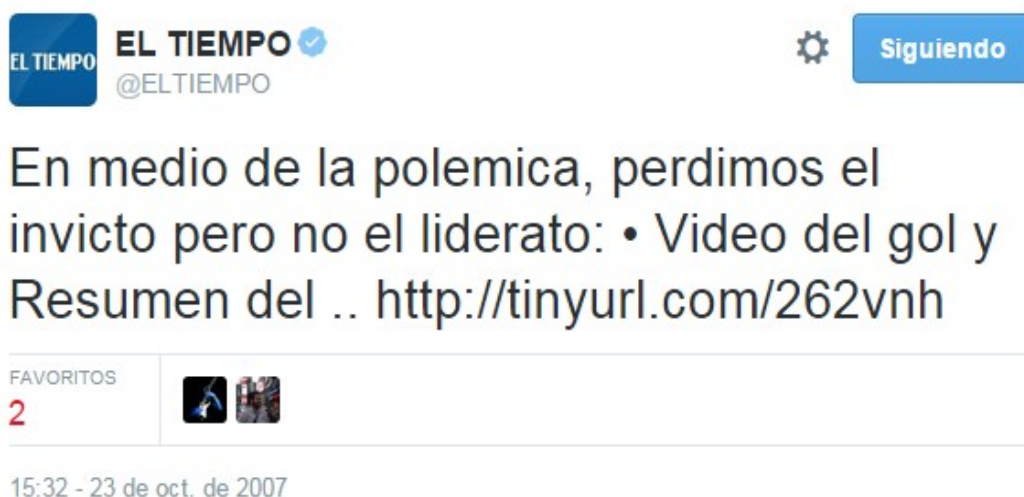 EL TIEMPO
EL TIEMPO
@ELTIEMPO
Siguiendo
En medio de la polemica, perdimos el
invicto pero no el liderato: • Video del gol y
Resumen del .. http://tinyurl.com/262vnh
FAVORITOS
2
15:32 - 23 de oct. de 2007